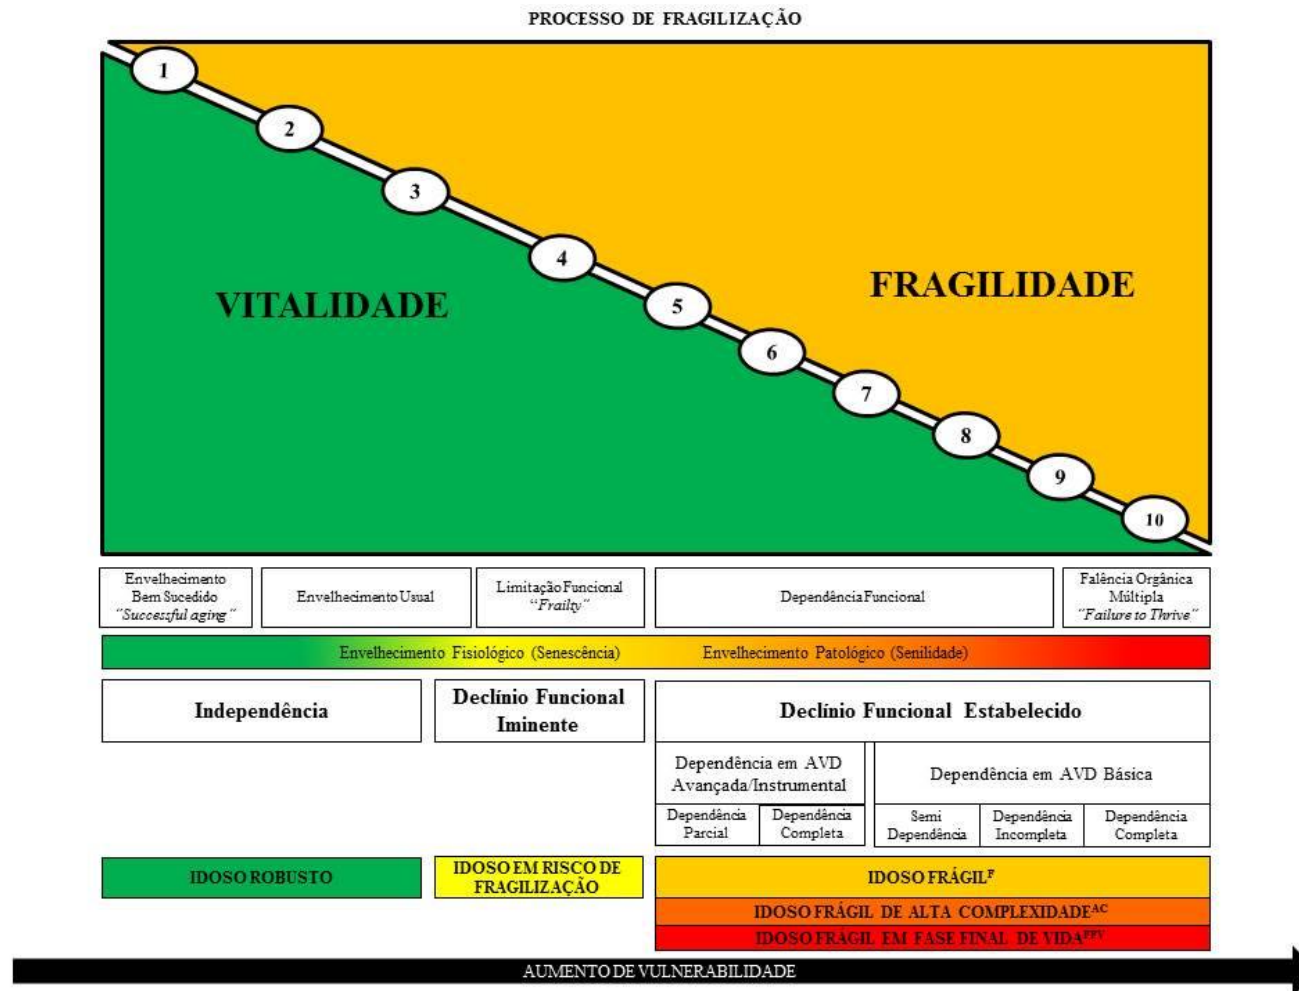 PROCESSO DE FRAGILIZAÇÃO
1
2
3
4
5
6
7
8
9
10
VITALIDADE
FRAGILIDADE
Envelhecimento
Bem Sucedido
"Successful aging"
Envelhecimento Usual
Limitação Funcional
"Frailty"
Dependência Funcional
Falência Orgânica
Múltipla
"Failure to Thrive"
Envelhecimento Fisiológico (Senescência)
Envelhecimento Patológico (Senilidade)
Independência
Declínio Funcional
Iminente
Declínio Funcional Estabelecido
Dependência em AVD
Avançada/Instrumental
Dependência em AVD Básica
Dependência
Parcial
Dependência
Completa
Semi
Dependência
Dependência
Incompleta
Dependência
Completa
IDOSO ROBUSTO
IDOSO EM RISCO DE
FRAGILIZAÇÃO
IDOSO FRÁGIL^F
IDOSO FRÁGIL DE ALTA COMPLEXIDADE^AC
IDOSO FRÁGIL EM FASE FINAL DE VIDA^FFV
AUMENTO DE VULNERABILIDADE